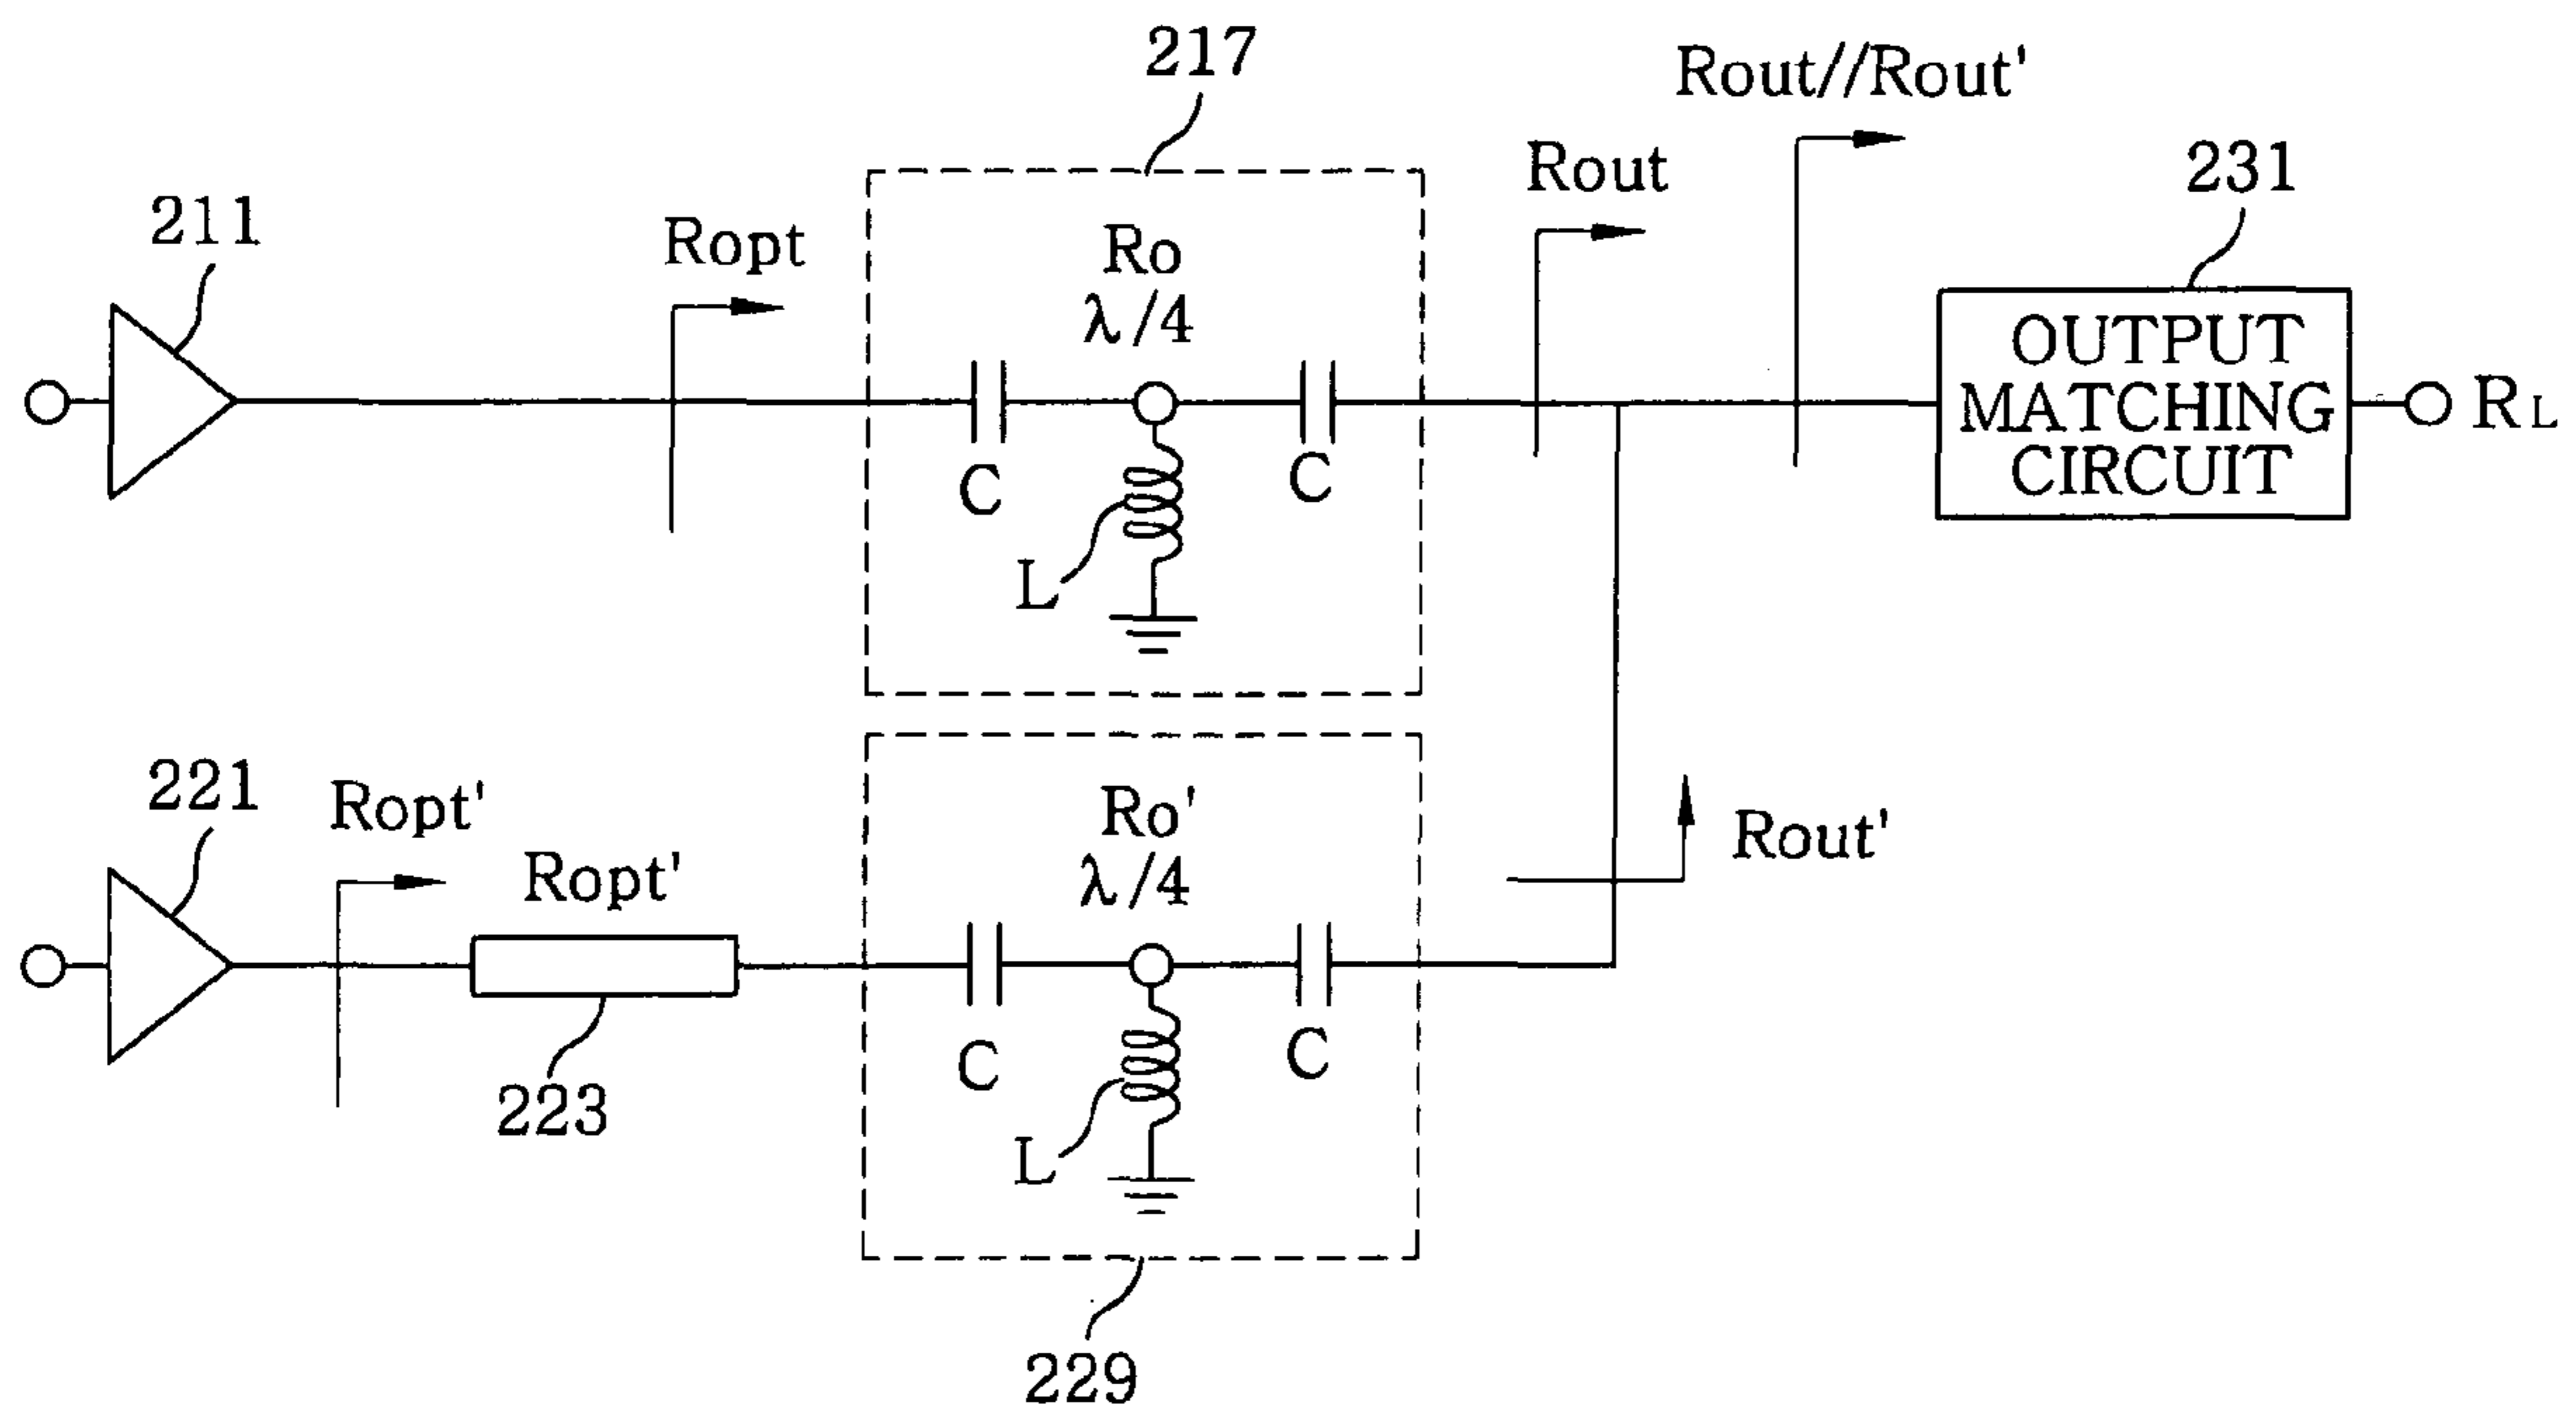 217
Rout//Rout'
Rout
231
211
Ropt
Ro
λ/4
OUTPUT
MATCHING
CIRCUIT
RL
C
C
L
221
Ropt'
Ropt'
Ro'
λ/4
Rout'
C
C
223
L
229